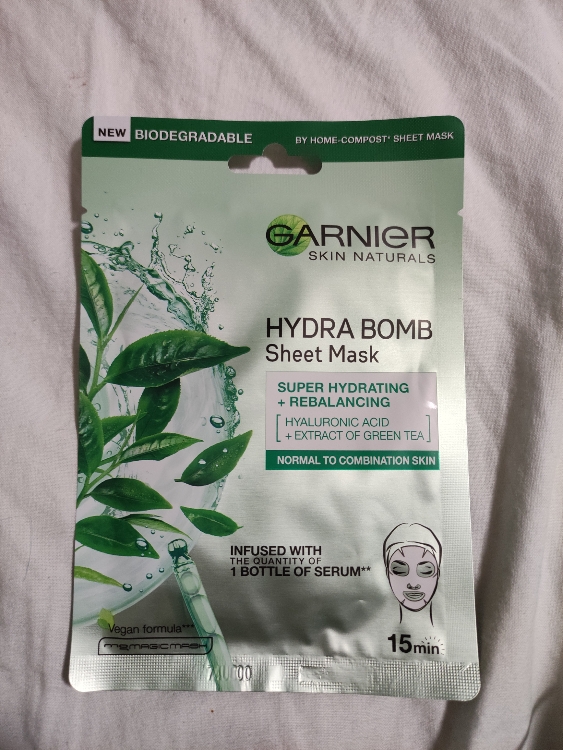 NEW BIODEGRADABLE BY HOME-COMPOST* SHEET MASK
GARNIER
SKIN NATURALS
HYDRA BOMB
Sheet Mask
SUPER HYDRATING
+ REBALANCING
[HYALURONIC ACID
+ EXTRACT OF GREEN TEA]
NORMAL TO COMBINATION SKIN
INFUSED WITH
THE QUANTITY OF
1 BOTTLE OF SERUM**
Vegan formula***
15min